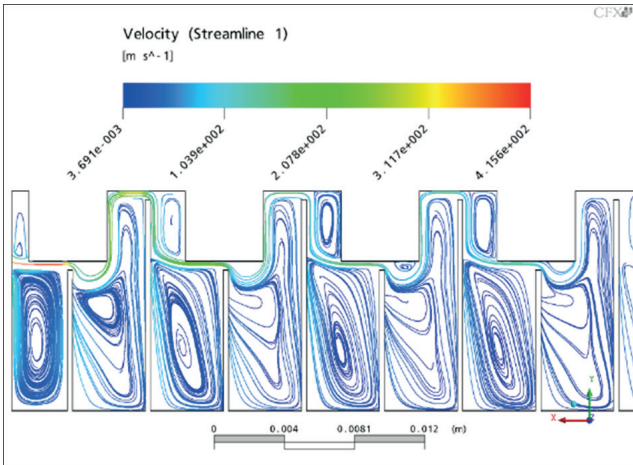 CFX
Velocity (Streamline 1)
[m s^-1]
3.691e-003
1.039e+002
2.078e+002
3.117e+002
4.156e+002
Y
X
Z
0 0.004 0.0081 0.012 (m)